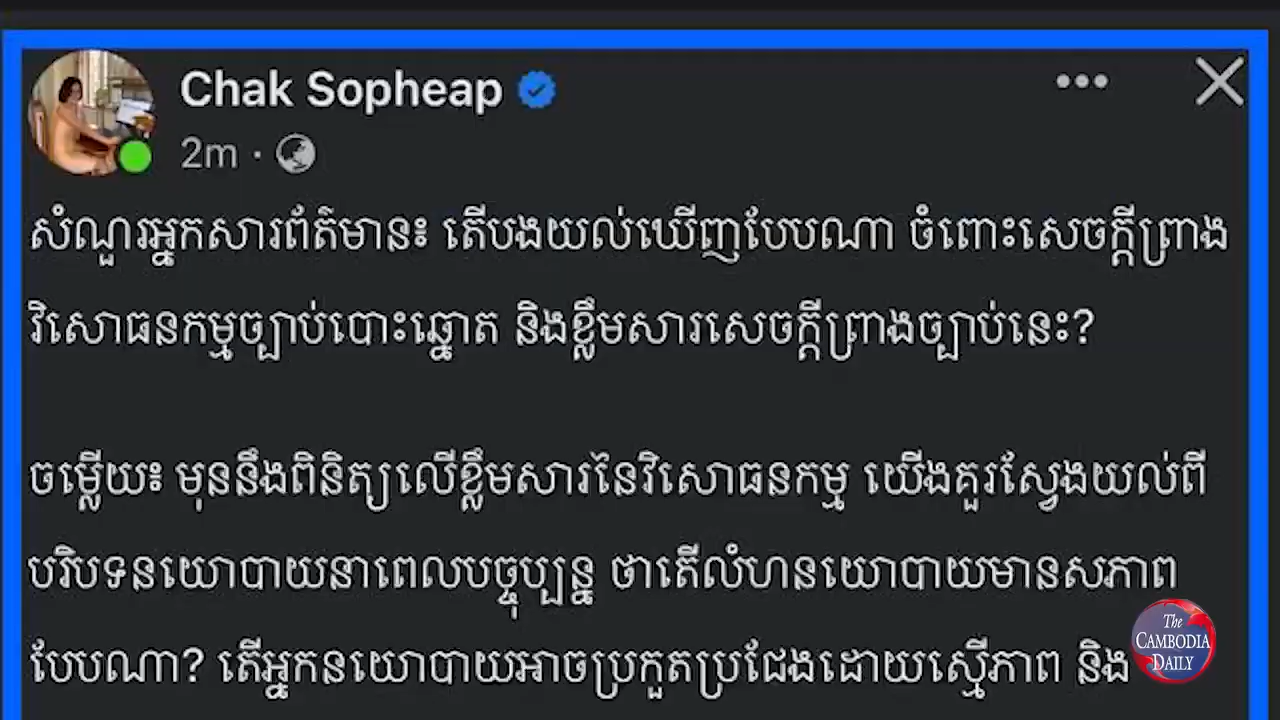 Chak Sopheap
2m ·
សំណួរអ្នកសារព័ត៌មាន៖ តើបងយល់ឃើញបែបណា ចំពោះសេចក្តីព្រាង
វិសោធនកម្មច្បាប់បោះឆ្នោត និងខ្លឹមសារសេចក្តីព្រាងច្បាប់នេះ?
ចម្លើយ៖ មុននឹងពិនិត្យលើខ្លឹមសារនៃវិសោធនកម្ម យើងគួរស្វែងយល់ពី
បរិបទនយោបាយនាពេលបច្ចុប្បន្ន ថាតើលំហនយោបាយមានសភាព
បែបណា? តើអ្នកនយោបាយអាចប្រកួតប្រជែងដោយស្មើភាព និង
The
CAMBODIA
DAILY